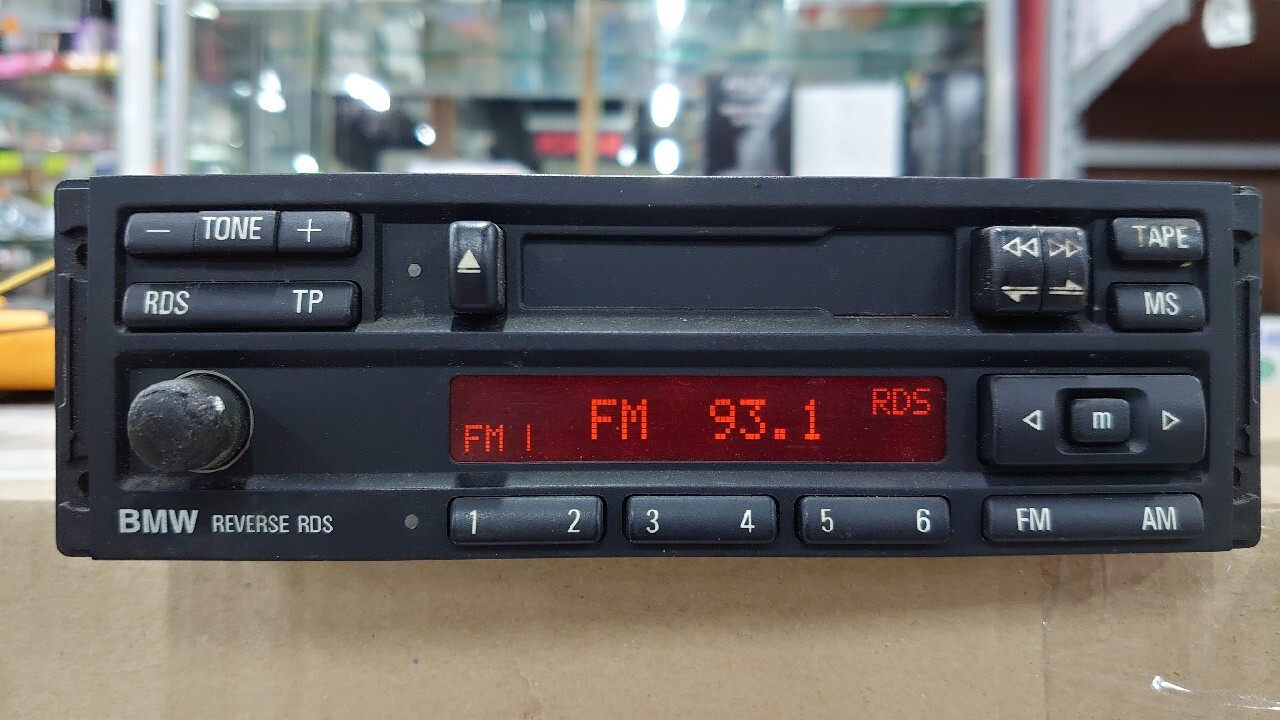 − TONE +
RDS TP
TAPE
MS
FM 1 FM 93.1 RDS
m
BMW REVERSE RDS
1 2 3 4 5 6 FM AM